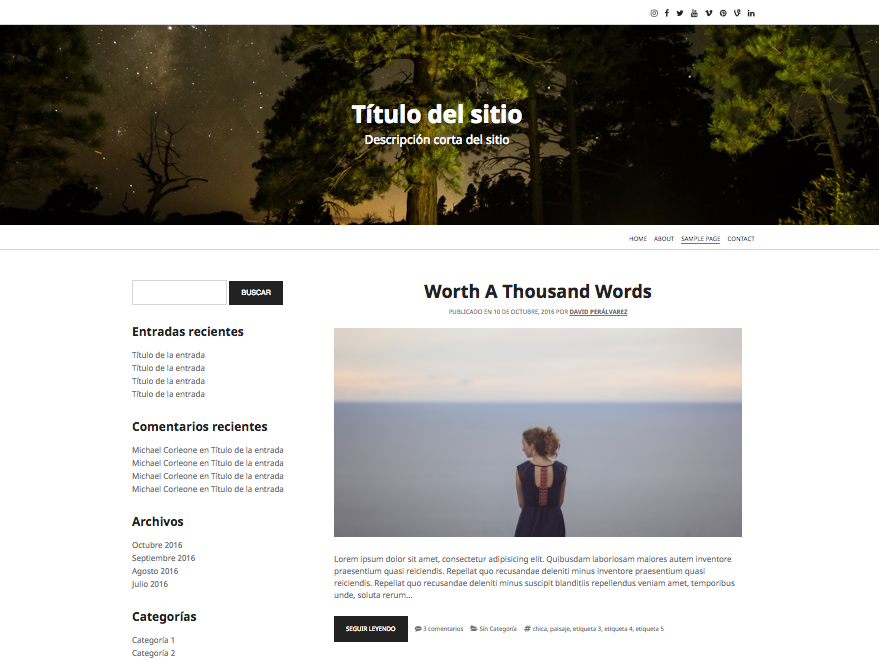 Título del sitio
Descripción corta del sitio
HOME ABOUT SAMPLE PAGE CONTACT
BUSCAR
Entradas recientes
Título de la entrada
Título de la entrada
Título de la entrada
Título de la entrada
Comentarios recientes
Michael Corleone en Título de la entrada
Michael Corleone en Título de la entrada
Michael Corleone en Título de la entrada
Michael Corleone en Título de la entrada
Archivos
Octubre 2016
Septiembre 2016
Agosto 2016
Julio 2016
Categorías
Categoría 1
Categoría 2
Worth A Thousand Words
PUBLICADO EN 10 DE OCTUBRE, 2016 POR DAVID PERÁLVAREZ
Lorem ipsum dolor sit amet, consectetur adipisicing elit. Quibusdam laboriosam maiores autem inventore
praesentium quasi reiciendis. Repellat quo recusandae deleniti minus inventore praesentium quasi
reiciendis. Repellat quo recusandae deleniti minus suscipit blanditiis repellendus veniam amet, temporibus
unde, soluta rerum...
SEGUIR LEYENDO 3 comentarios Sin Categoría # chica, paisaje, etiqueta 3, etiqueta 4, etiqueta 5